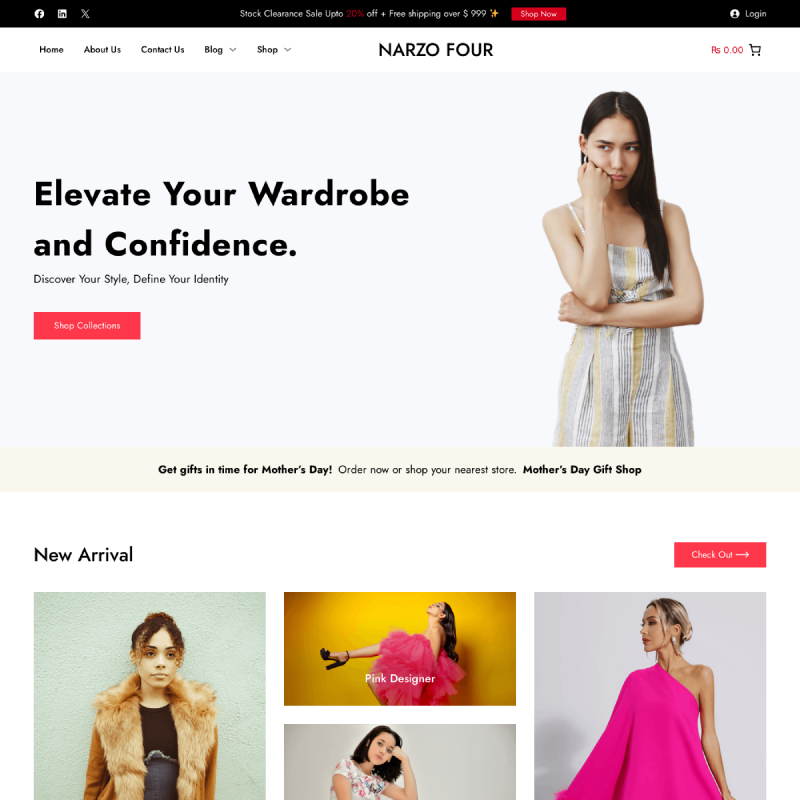 Stock Clearance Sale Upto 20% off + Free shipping over $ 999 ✨ Shop Now
Login
Home About Us Contact Us Blog Shop
NARZO FOUR
₨ 0.00
Elevate Your Wardrobe
and Confidence.
Discover Your Style, Define Your Identity
Shop Collections
Get gifts in time for Mother's Day! Order now or shop your nearest store. Mother's Day Gift Shop
New Arrival
Check Out ⟶
Pink Designer